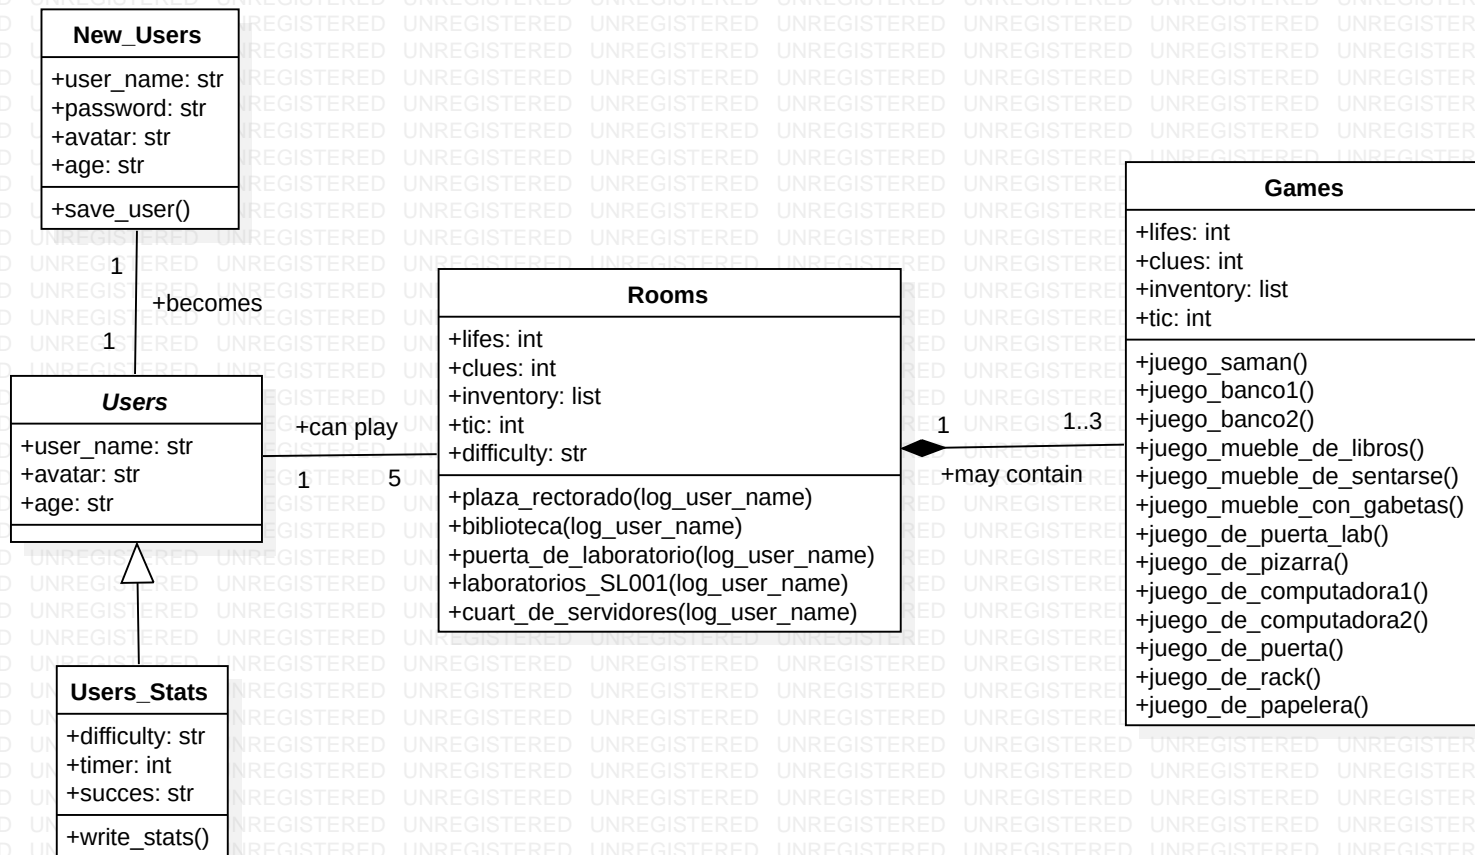 New_Users
+user_name: str
+password: str
+avatar: str
+age: str
+save_user()
1
+becomes
1
Users
+user_name: str
+avatar: str
+age: str
+can play
1
5
Users_Stats
+difficulty: str
+timer: int
+succes: str
+write_stats()
Rooms
+lifes: int
+clues: int
+inventory: list
+tic: int
+difficulty: str
+plaza_rectorado(log_user_name)
+biblioteca(log_user_name)
+puerta_de_laboratorio(log_user_name)
+laboratorios_SL001(log_user_name)
+cuart_de_servidores(log_user_name)
1
1..3
+may contain
Games
+lifes: int
+clues: int
+inventory: list
+tic: int
+juego_saman()
+juego_banco1()
+juego_banco2()
+juego_mueble_de_libros()
+juego_mueble_de_sentarse()
+juego_mueble_con_gabetas()
+juego_de_puerta_lab()
+juego_de_pizarra()
+juego_de_computadora1()
+juego_de_computadora2()
+juego_de_puerta()
+juego_de_rack()
+juego_de_papelera()
UNREGISTERED